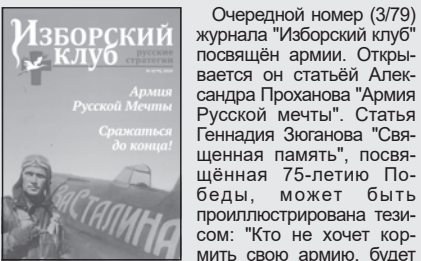 Изборский
клуб
русские
стратегии
Армия
Русской Мечты
Сражаться
до конца!
ЗА СТАЛИНА
Очередной номер (3/79)
журнала "Изборский клуб"
посвящён армии. Откры-
вается он статьёй Алек-
сандра Проханова "Армия
Русской мечты". Статья
Геннадия Зюганова "Свя-
щенная память", посвя-
щённая 75-летию По-
беды, может быть
проиллюстрирована тези-
сом: "Кто не хочет кор-
мить свою армию, будет